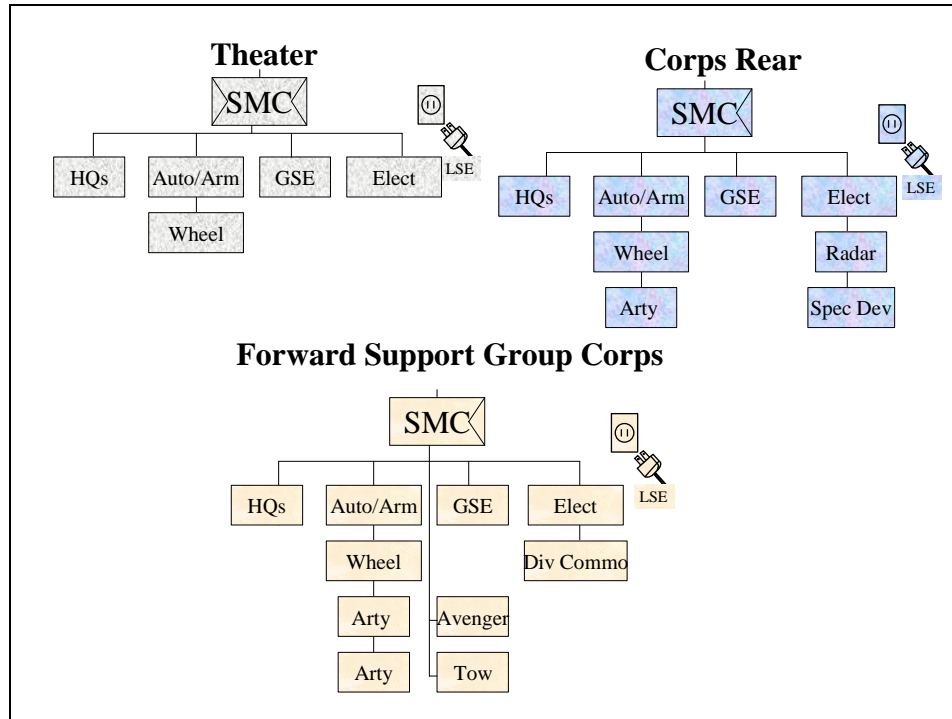 Theater
SMC
LSE
HQs
Auto/Arm
GSE
Elect
Wheel
Corps Rear
SMC
LSE
HQs
Auto/Arm
GSE
Elect
Wheel
Radar
Arty
Spec Dev
Forward Support Group Corps
SMC
LSE
HQs
Auto/Arm
GSE
Elect
Wheel
Div Commo
Arty
Avenger
Arty
Tow